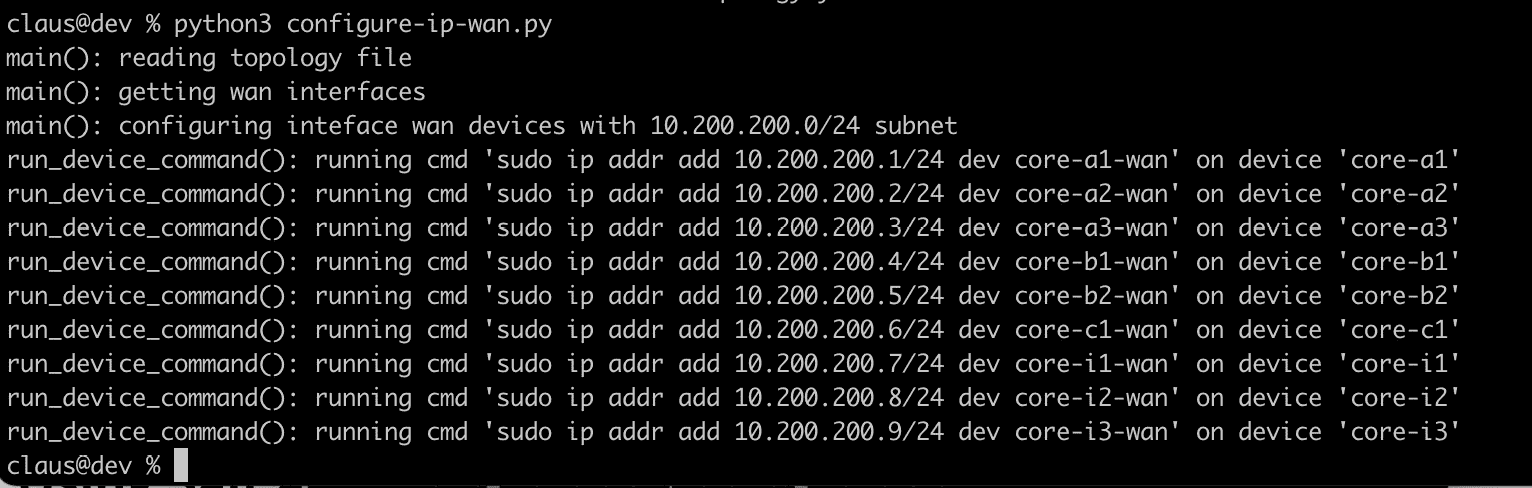 claus@dev % python3 configure-ip-wan.py
main(): reading topology file
main(): getting wan interfaces
main(): configuring inteface wan devices with 10.200.200.0/24 subnet
run_device_command(): running cmd 'sudo ip addr add 10.200.200.1/24 dev core-a1-wan' on device 'core-a1'
run_device_command(): running cmd 'sudo ip addr add 10.200.200.2/24 dev core-a2-wan' on device 'core-a2'
run_device_command(): running cmd 'sudo ip addr add 10.200.200.3/24 dev core-a3-wan' on device 'core-a3'
run_device_command(): running cmd 'sudo ip addr add 10.200.200.4/24 dev core-b1-wan' on device 'core-b1'
run_device_command(): running cmd 'sudo ip addr add 10.200.200.5/24 dev core-b2-wan' on device 'core-b2'
run_device_command(): running cmd 'sudo ip addr add 10.200.200.6/24 dev core-c1-wan' on device 'core-c1'
run_device_command(): running cmd 'sudo ip addr add 10.200.200.7/24 dev core-i1-wan' on device 'core-i1'
run_device_command(): running cmd 'sudo ip addr add 10.200.200.8/24 dev core-i2-wan' on device 'core-i2'
run_device_command(): running cmd 'sudo ip addr add 10.200.200.9/24 dev core-i3-wan' on device 'core-i3'
claus@dev %